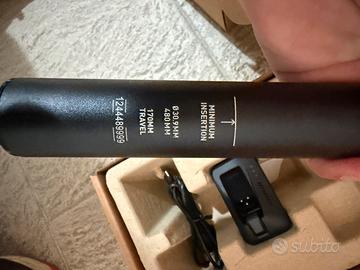 MINIMUM
INSERTION
Ø30.9MM
480MM
170MM
TRAVEL
1244489999
subito